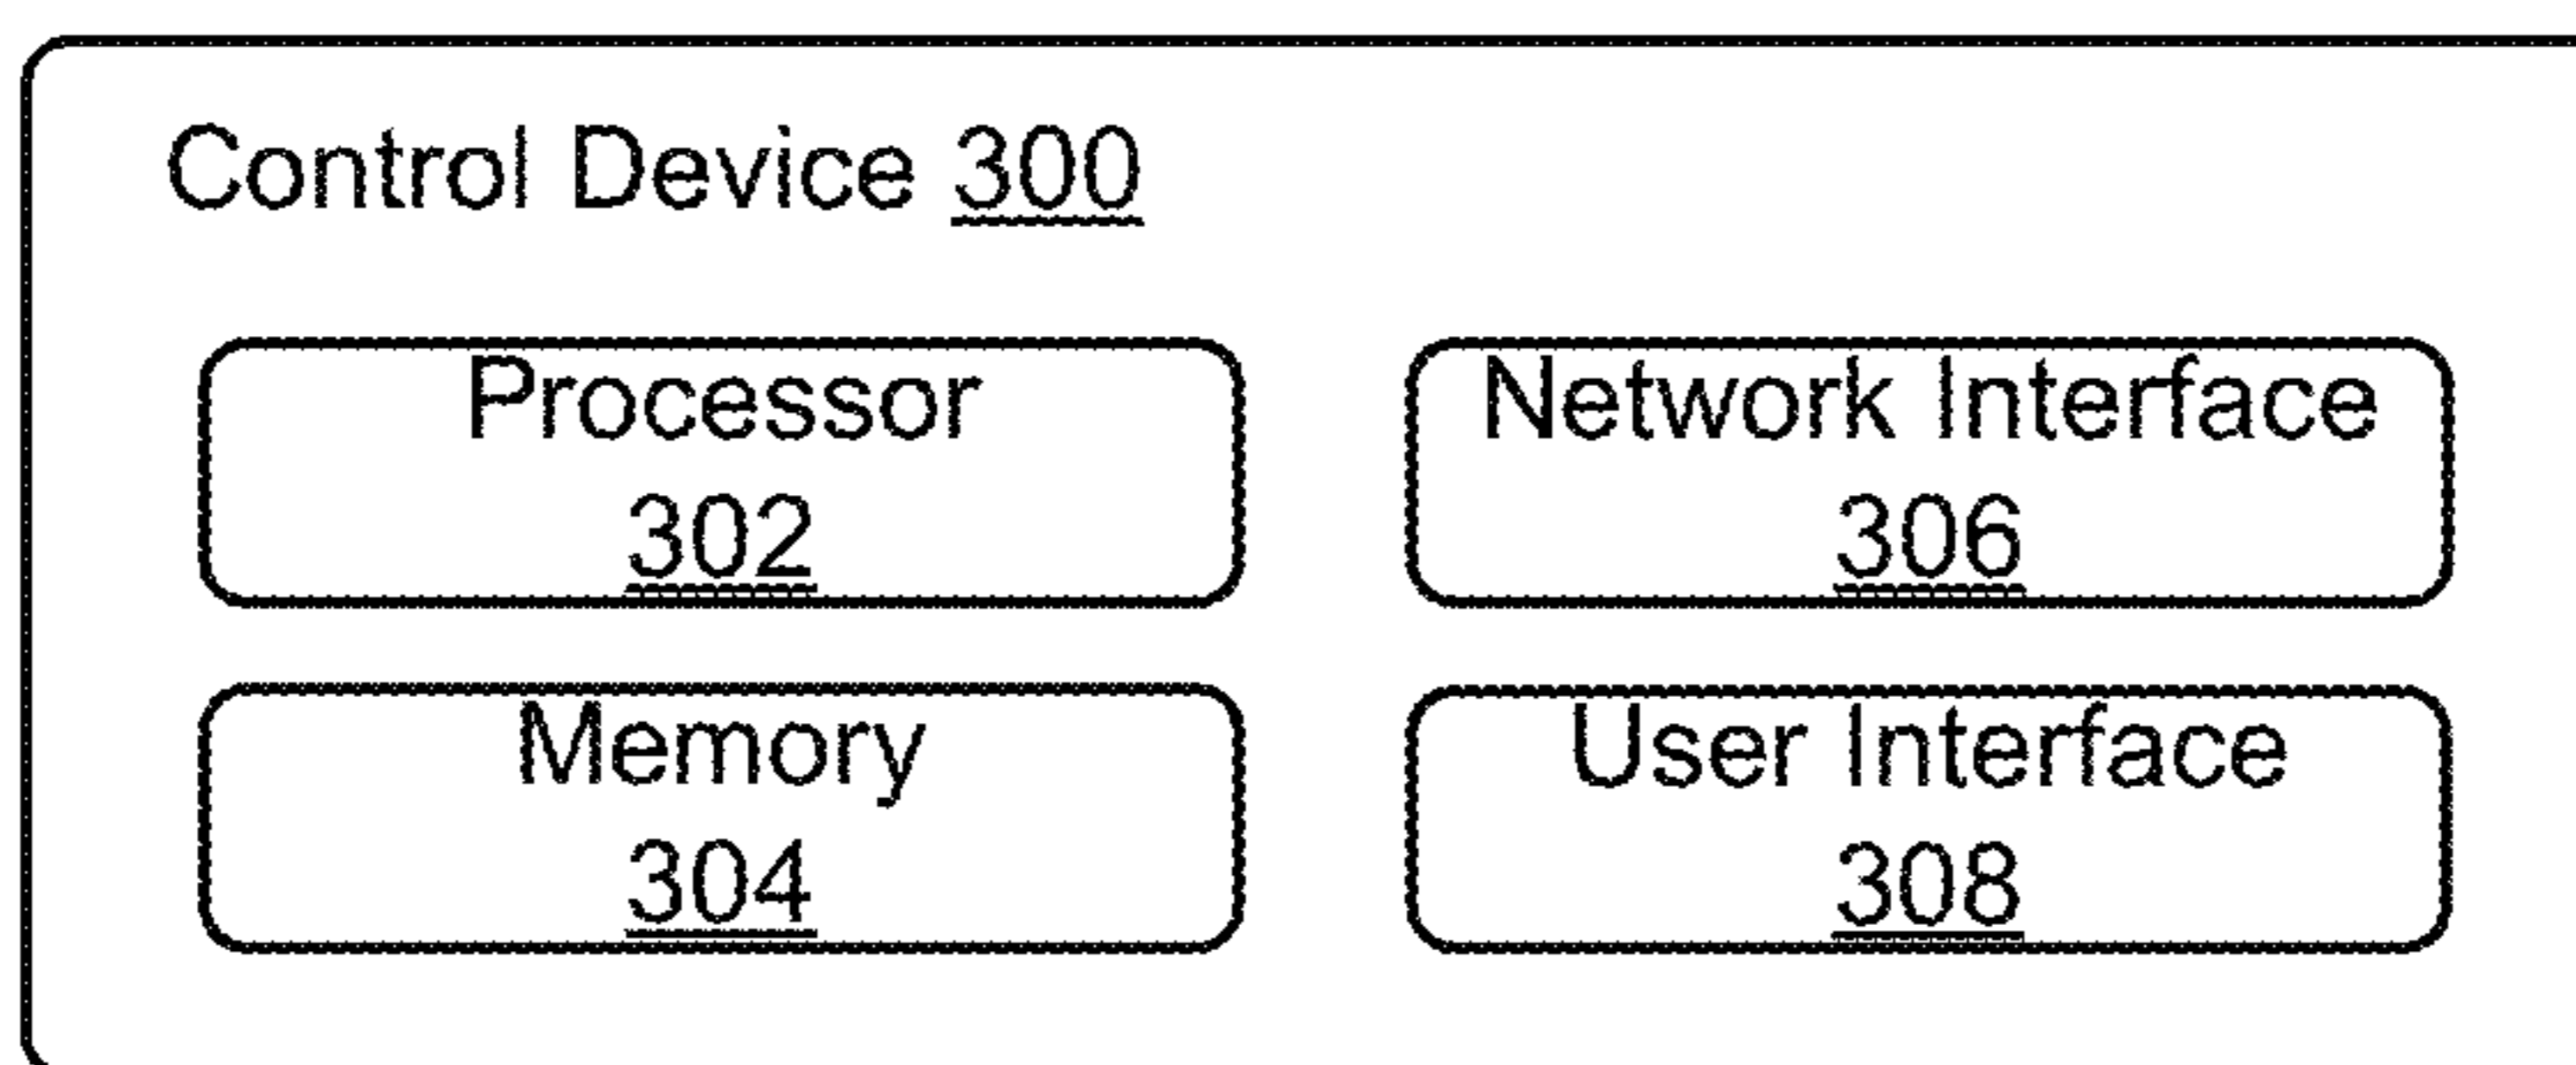 Control Device 300
Processor
302
Network Interface
306
Memory
304
User Interface
308